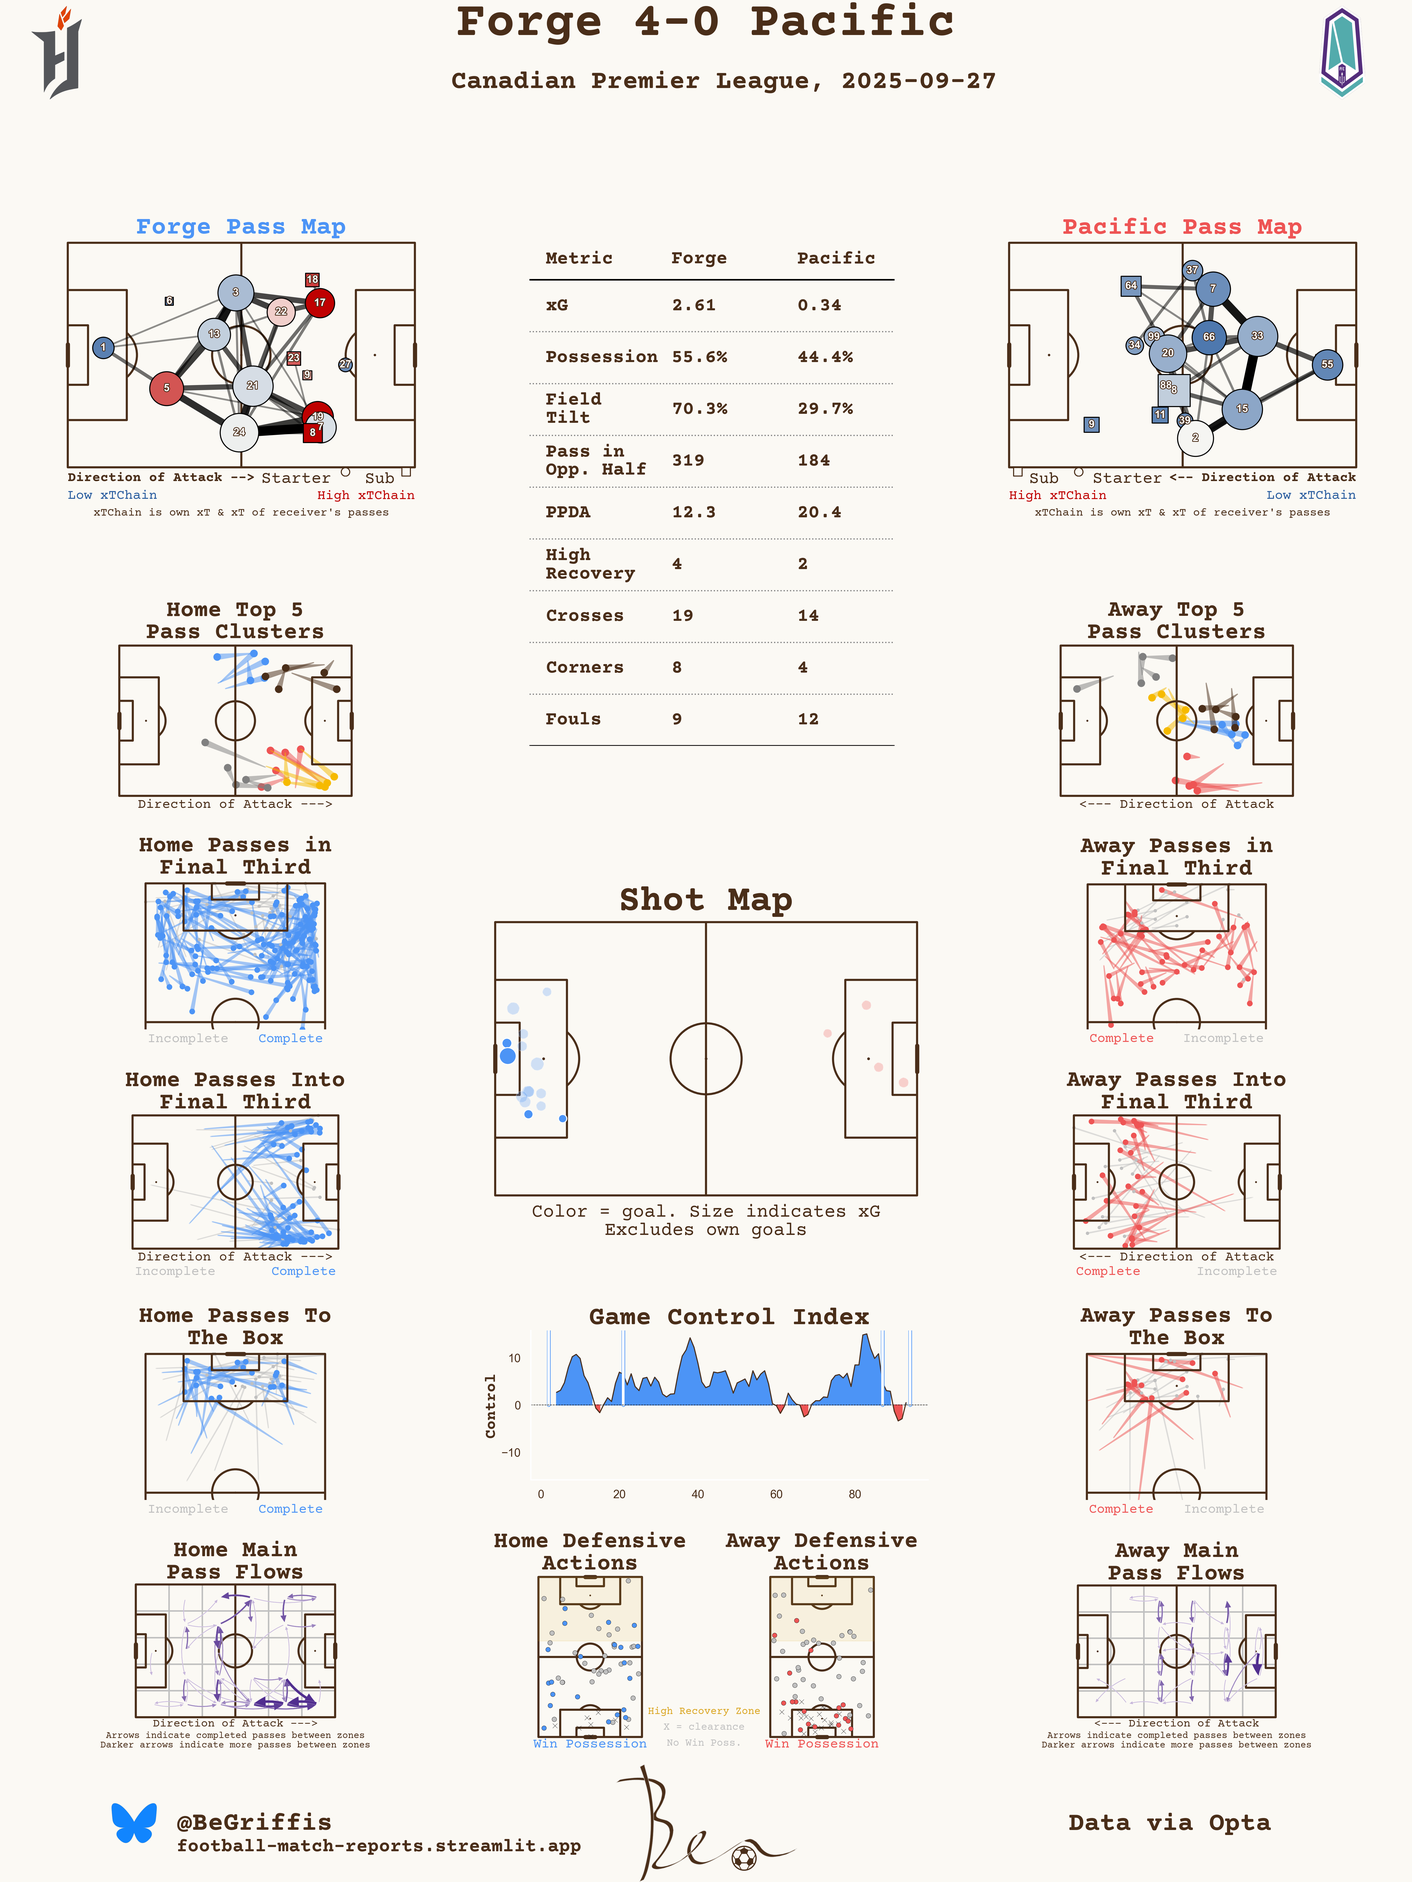 Forge 4-0 Pacific
Canadian Premier League, 2025-09-27
Forge Pass Map
3
18
17
6
22
13
1
23
27
9
5
21
19
7
8
24
Direction of Attack --> Starter Sub
Low xTChain High xTChain
xTChain is own xT & xT of receiver's passes
Metric Forge Pacific
xG 2.61 0.34
Possession 55.6% 44.4%
Field
Tilt 70.3% 29.7%
Pass in
Opp. Half 319 184
PPDA 12.3 20.4
High
Recovery 4 2
Crosses 19 14
Corners 8 4
Fouls 9 12
Pacific Pass Map
37
64
7
99
34
66
33
20
55
88
8
11
15
39
9
2
Sub Starter <-- Direction of Attack
High xTChain Low xTChain
xTChain is own xT & xT of receiver's passes
Home Top 5
Pass Clusters
Direction of Attack --->
Away Top 5
Pass Clusters
<--- Direction of Attack
Home Passes in
Final Third
Incomplete Complete
Shot Map
Color = goal. Size indicates xG
Excludes own goals
Away Passes in
Final Third
Complete Incomplete
Home Passes Into
Final Third
Direction of Attack --->
Incomplete Complete
Away Passes Into
Final Third
<--- Direction of Attack
Complete Incomplete
Home Passes To
The Box
Incomplete Complete
Game Control Index
Control
10
0
−10
0 20 40 60 80
Away Passes To
The Box
Complete Incomplete
Home Main
Pass Flows
Direction of Attack --->
Arrows indicate completed passes between zones
Darker arrows indicate more passes between zones
Home Defensive
Actions
Win Possession
High Recovery Zone
X = clearance
No Win Poss.
Away Defensive
Actions
Win Possession
Away Main
Pass Flows
<--- Direction of Attack
Arrows indicate completed passes between zones
Darker arrows indicate more passes between zones
@BeGriffis
football-match-reports.streamlit.app
Ben
Data via Opta